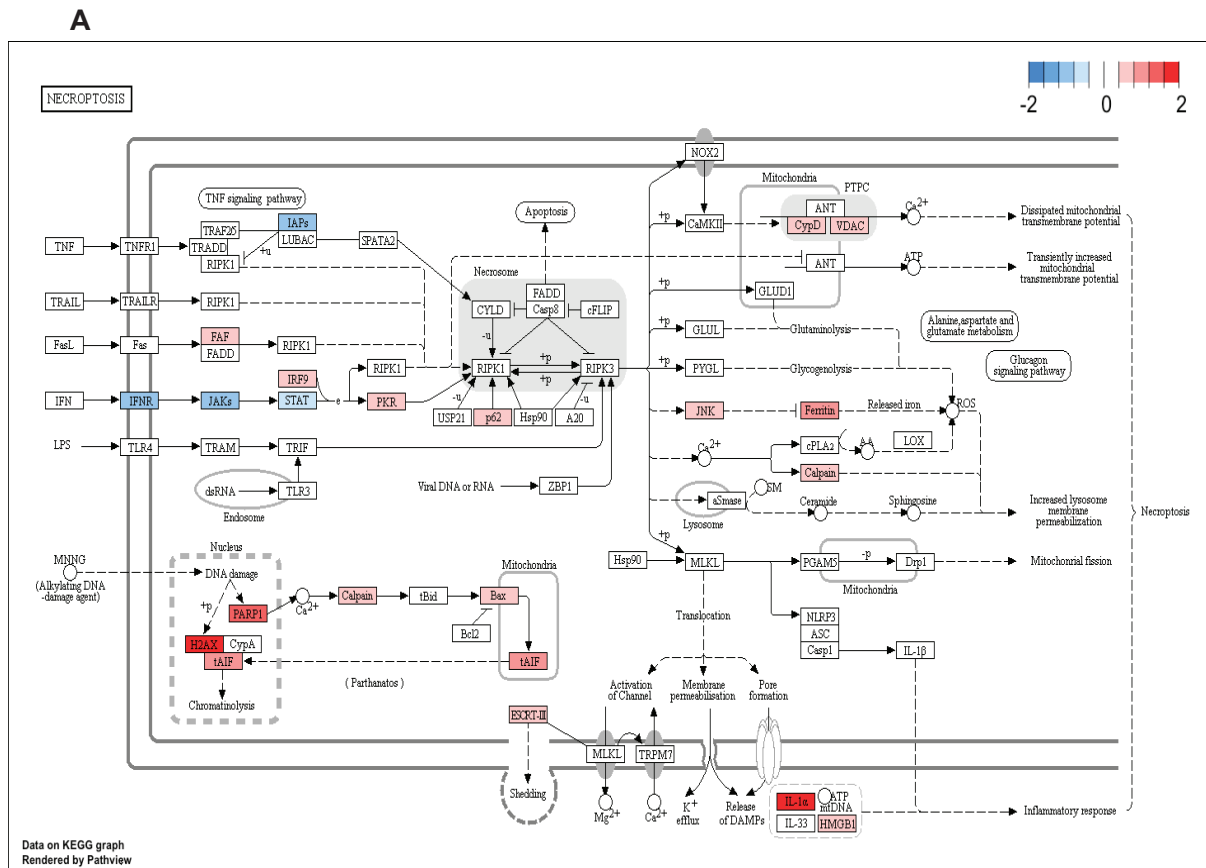 A
-2 0 2
NECROPTOSIS
NOX2
Mitochondria
PTPC
TNF signaling pathway
Apoptosis
ANT
Ca2+
CypD VDAC
Dissipated mitochondrial
transmembrane potential
TRAF2/5 IAPs
LUBAC
+u
TNF TNFR1 TRADD
RIPK1
SPATA2
+p CaMKII
Necrosome
ANT
ATP
Transiently increased
mitochondrial
transmembrane potential
TRAIL TRAILR RIPK1
FADD
CYLD Casp8 cFLIP
+p GLUD1
-u
+p GLUL
Glutaminolysis
Alanine,aspartate and
glutamate metabolism
FasL Fas FAF
FADD
RIPK1
RIPK1
+p
RIPK1 +p RIPK3
+p PYGL
Glycogenolysis
Glucagon
signaling pathway
IRF9
IFN IFNR JAKs STAT e PKR
-u USP21 p62 Hsp90 A20 -u
JNK Ferritin
Released iron
ROS
LPS TLR4 TRAM TRIF
Ca2+ cPLA2 AA LOX
Calpain
dsRNA TLR3
Endosome
Viral DNA or RNA ZBP1
aSmase SM
Lysosome
Ceramide Sphingosine
Increased lysosome
membrane
permeabilization
Necroptosis
+p
Hsp90 MLKL PGAM5 -p Drp1
Mitochondria
Mitochonrial fission
MNNG
(Alkylating DNA
-damage agent)
Nucleus
DNA damage
+p
PARP1 Ca2+ Calpain tBid Bax
Mitochondria
Bcl2
H2AX CypA
tAIF
tAIF
( Parthanatos )
Chromatinolysis
Translocation
NLRP3
ASC
Casp1 IL-1β
Activation
of Channel
Membrane
permeabilisation
Pore
formation
ESCRT-III
MLKL TRPM7
Shedding
Mg2+ Ca2+
K+
efflux
Release
of DAMPs
IL-1α ATP
mtDNA
IL-33 HMGB1
Inflammatory response
Data on KEGG graph
Rendered by Pathview